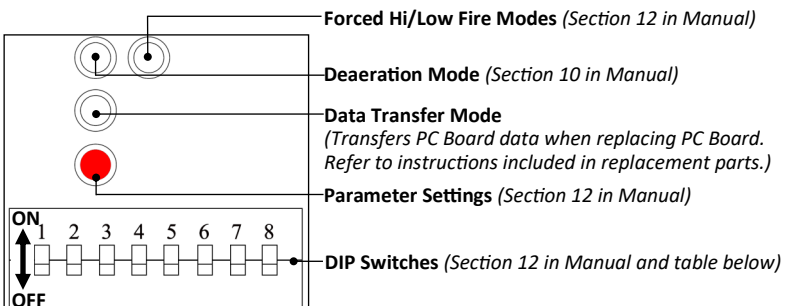 Forced Hi/Low Fire Modes (Section 12 in Manual)
Deaeration Mode (Section 10 in Manual)
Data Transfer Mode
(Transfers PC Board data when replacing PC Board.
Refer to instructions included in replacement parts.)
Parameter Settings (Section 12 in Manual)
ON
1 2 3 4 5 6 7 8
DIP Switches (Section 12 in Manual and table below)
OFF